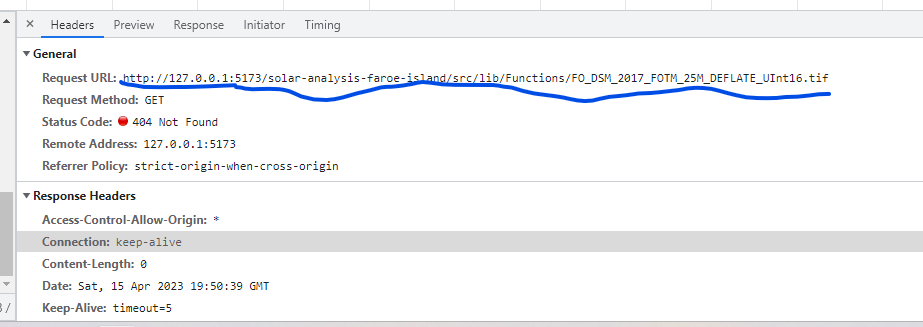 × Headers Preview Response Initiator Timing
▼ General
Request URL: http://127.0.0.1:5173/solar-analysis-faroe-island/src/lib/Functions/FO_DSM_2017_FOTM_25M_DEFLATE_UInt16.tif
Request Method: GET
Status Code: 404 Not Found
Remote Address: 127.0.0.1:5173
Referrer Policy: strict-origin-when-cross-origin
▼ Response Headers
Access-Control-Allow-Origin: *
Connection: keep-alive
Content-Length: 0
Date: Sat, 15 Apr 2023 19:50:39 GMT
Keep-Alive: timeout=5